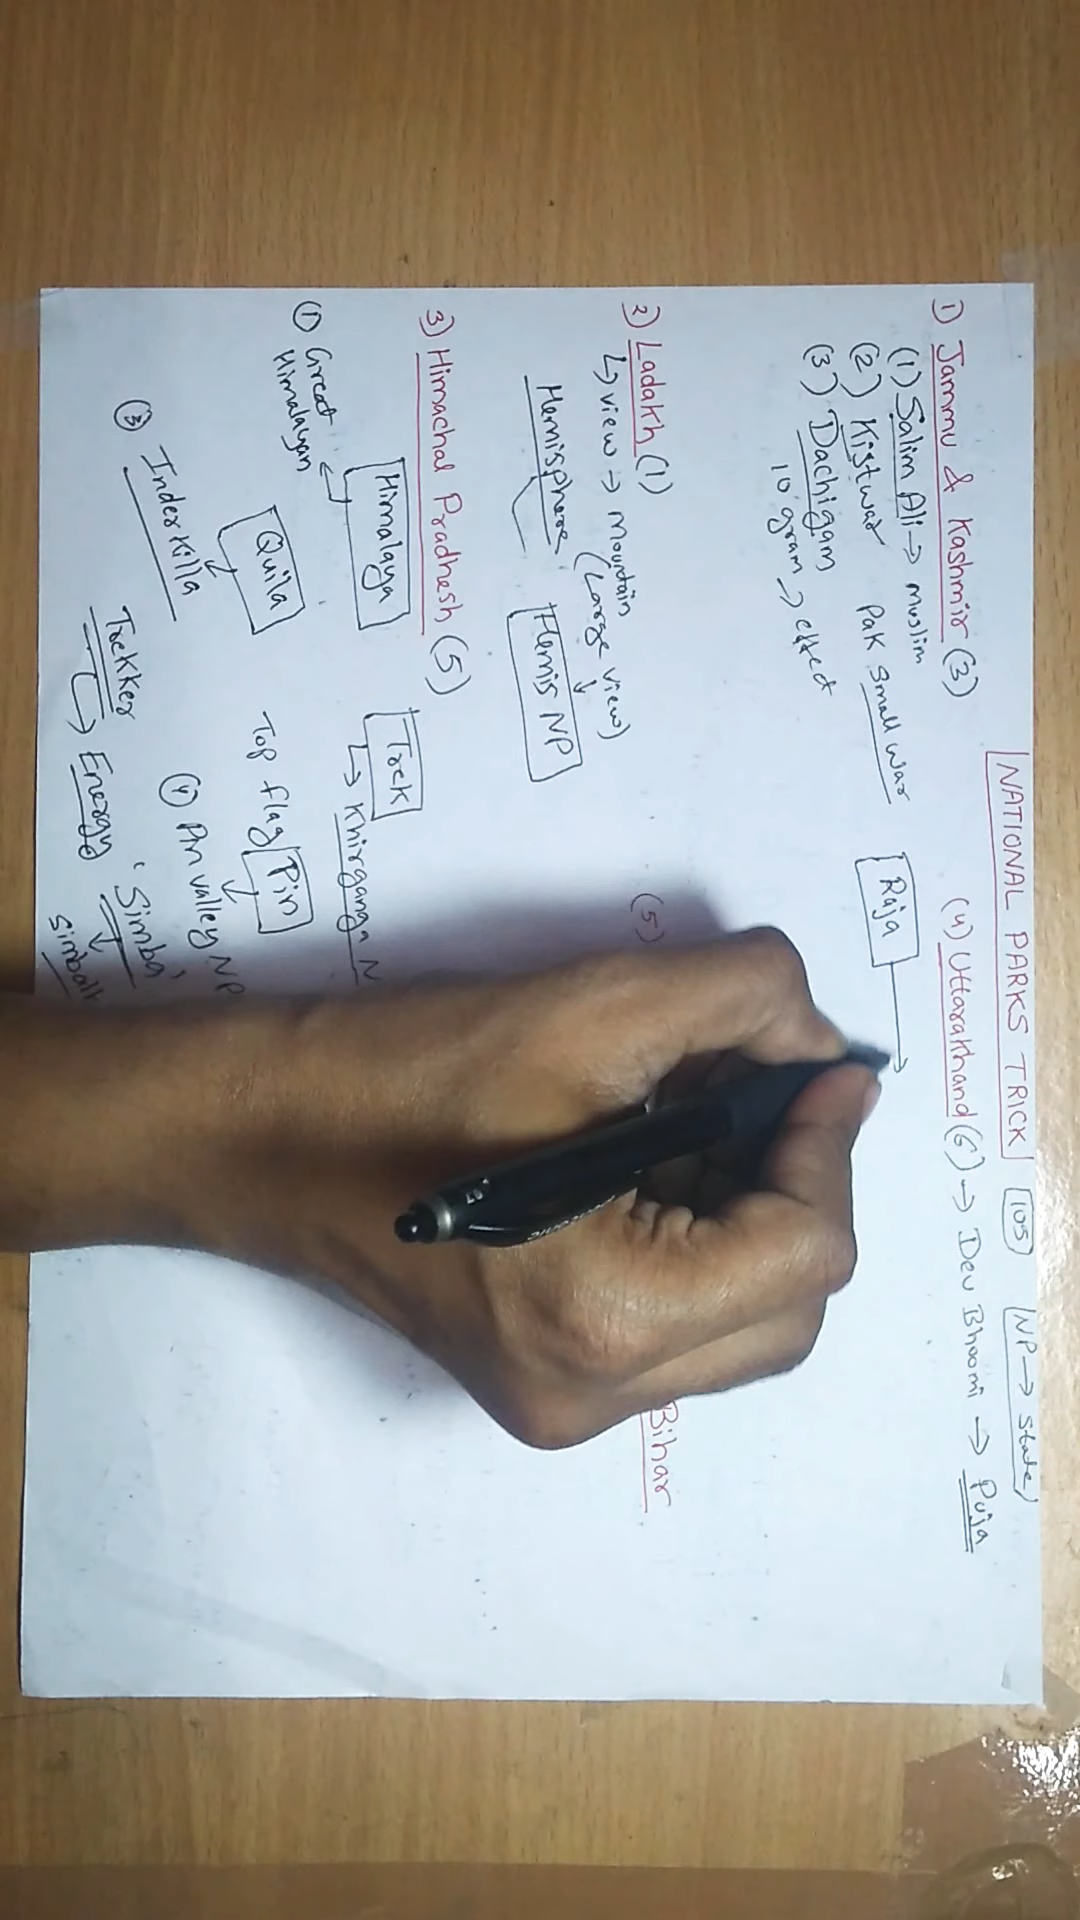 NATIONAL PARKS TRICK 105 NP → State
1) Jammu & Kashmir (3)
(1) Salim Ali → muslim
(2) Kistwar Pak small war
(3) Dachigam
10 gram → effect
2) Ladakh (1)
↳ view → mountain
(Large view)
Hemisphere
Hemis NP
3) Himachal Pradhesh (5)
Himalaya
① Great
Himalayan
Trek
↳ Khirganga N
Quila
③ Inderkilla
Top flag Pin
④ Pin valley NP
Trekker
↳ Energy 'Simba'
Simbalb
(4) Uttarakhand (6) → Dev Bhoomi → Puja
Raja
(5)
Bihar